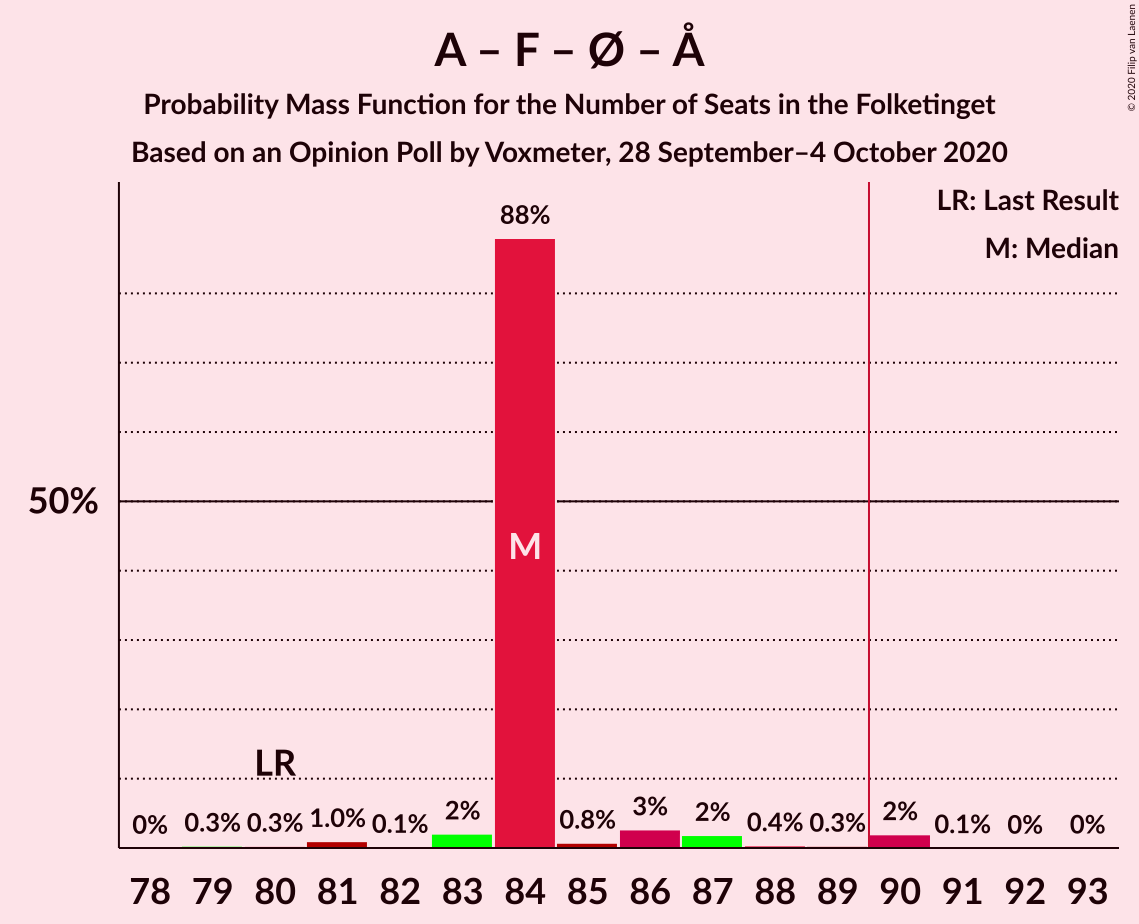 A – F – Ø – Å
Probability Mass Function for the Number of Seats in the Folketinget
Based on an Opinion Poll by Voxmeter, 28 September–4 October 2020
© 2020 Filip van Laenen
LR: Last Result
M: Median
88%
50%
M
LR
0% 0.3% 0.3% 1.0% 0.1% 2% 0.8% 3% 2% 0.4% 0.3% 2% 0.1% 0% 0%
78 79 80 81 82 83 84 85 86 87 88 89 90 91 92 93